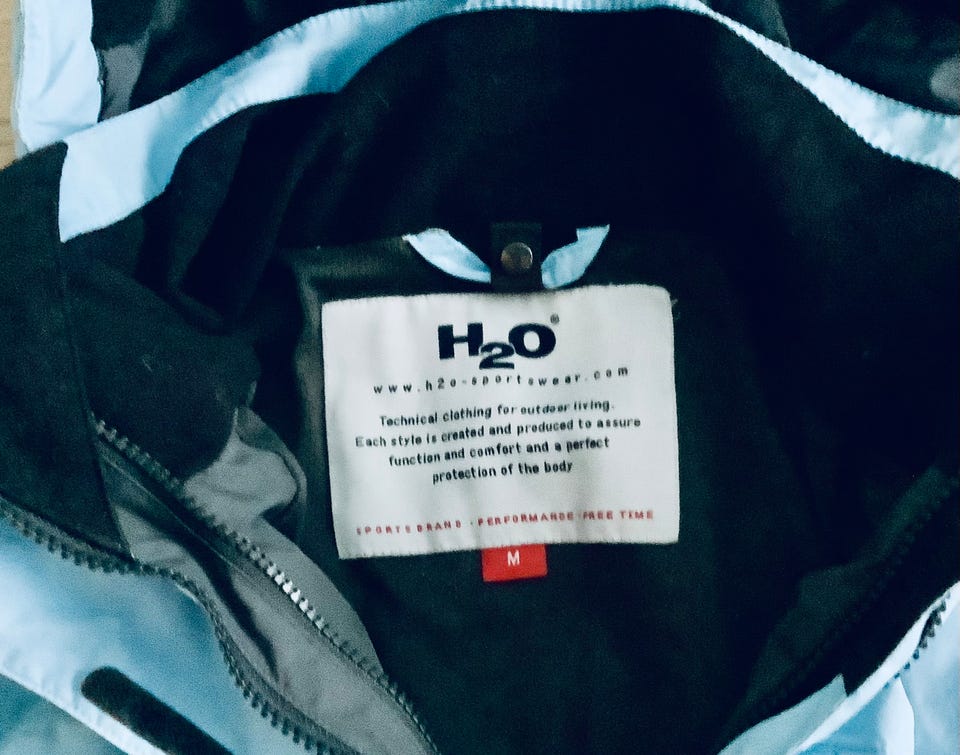 H2O®
www.h2o-sportswear.com
Technical clothing for outdoor living.
Each style is created and produced to assure
function and comfort and a perfect
protection of the body
SPORTS BRAND - PERFORMANCE - FREE TIME
M